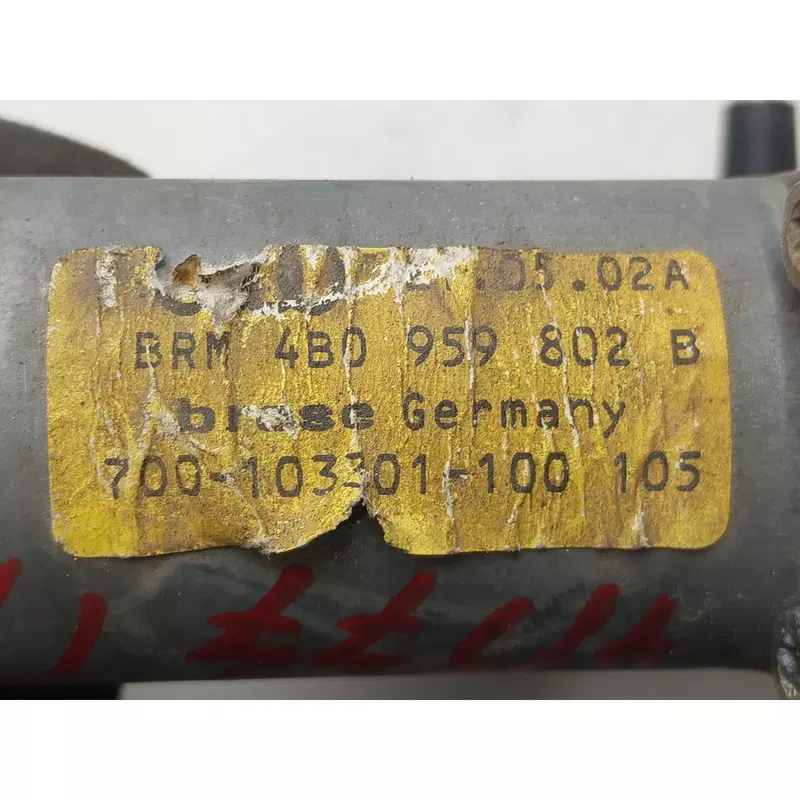 .05.02A
BRM 4B0 959 802 B
brose Germany
700-103301-100 105